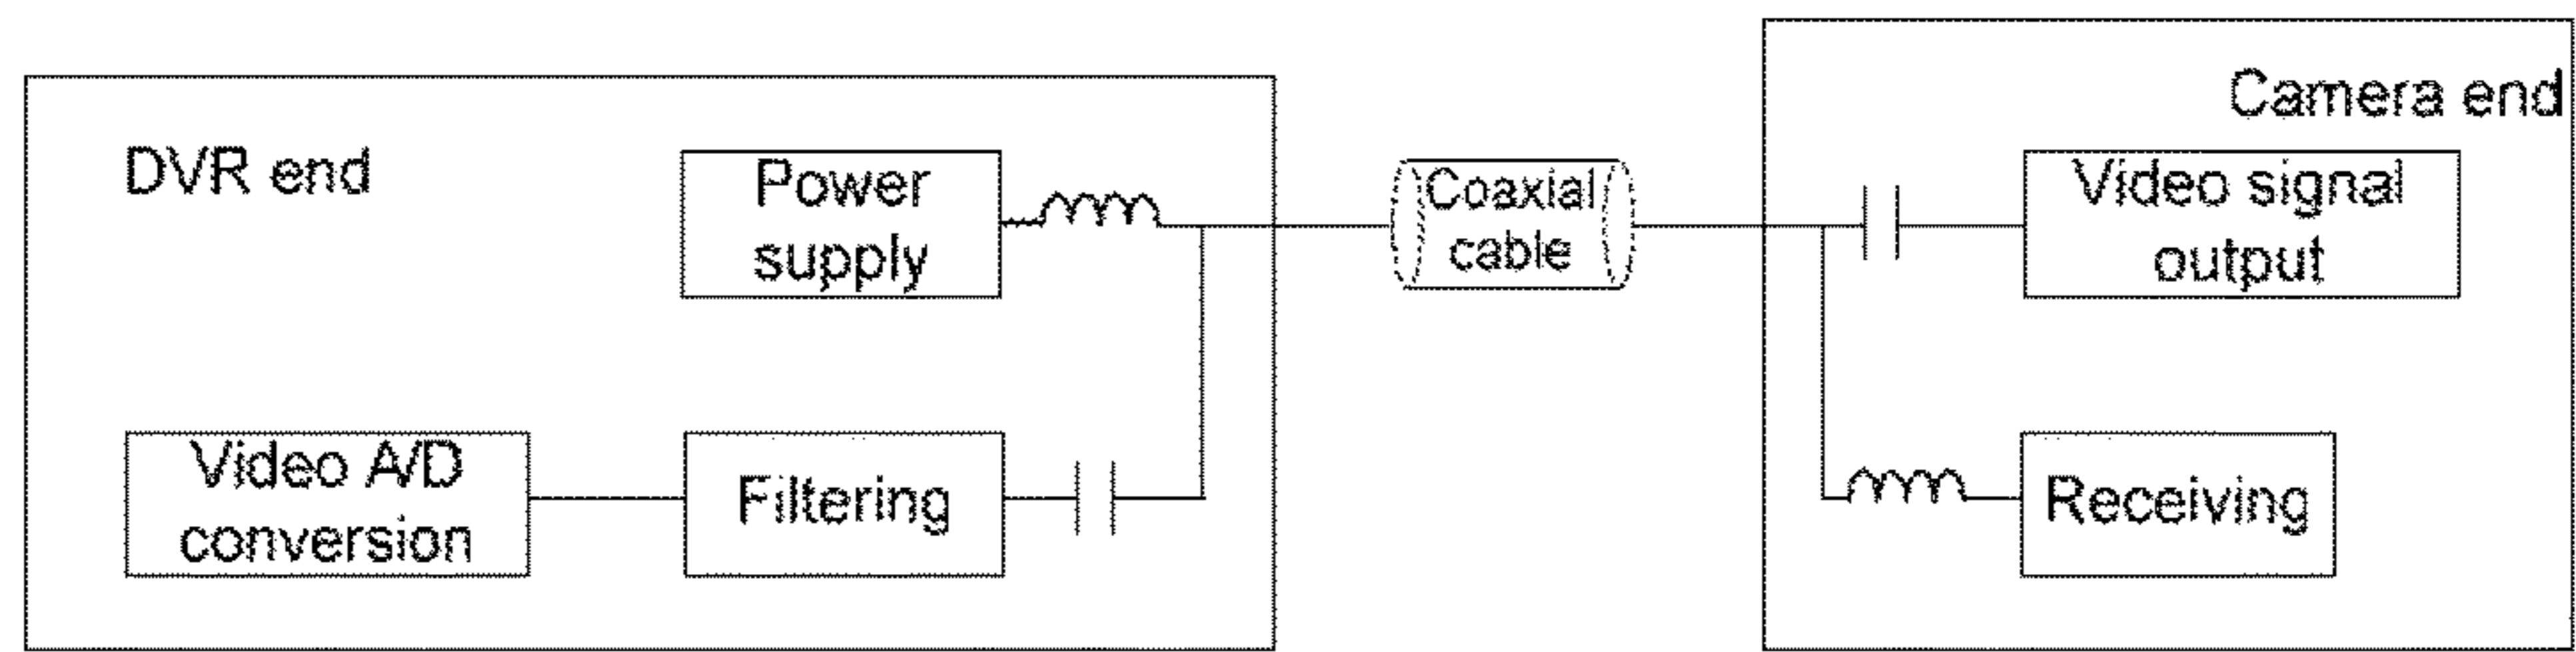 DVR end
Power
supply
Video A/D
conversion
Filtering
Coaxial
cable
Camera end
Video signal
output
Receiving